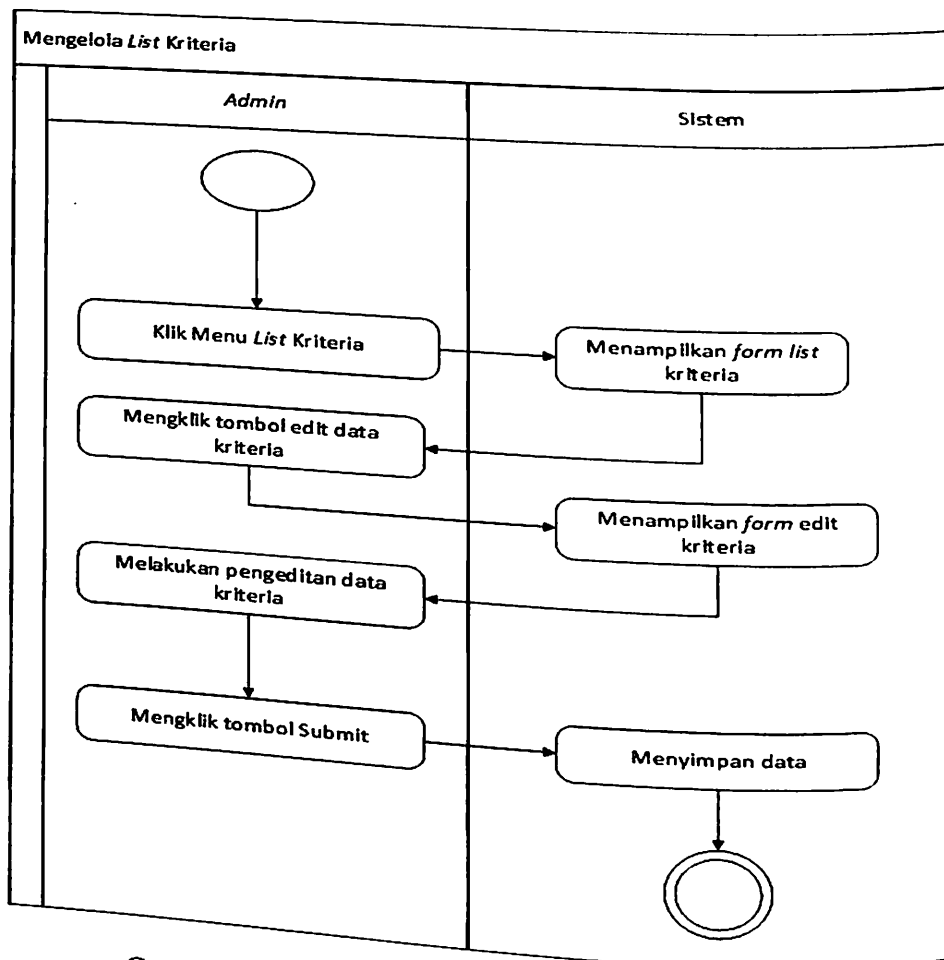 Mengelola List Kriteria
Admin
Sistem
Klik Menu List Kriteria
Menampilkan form list
kriteria
Mengklik tombol edit data
kriteria
Menampilkan form edit
kriteria
Melakukan pengeditan data
kriteria
Mengklik tombol Submit
Menyimpan data